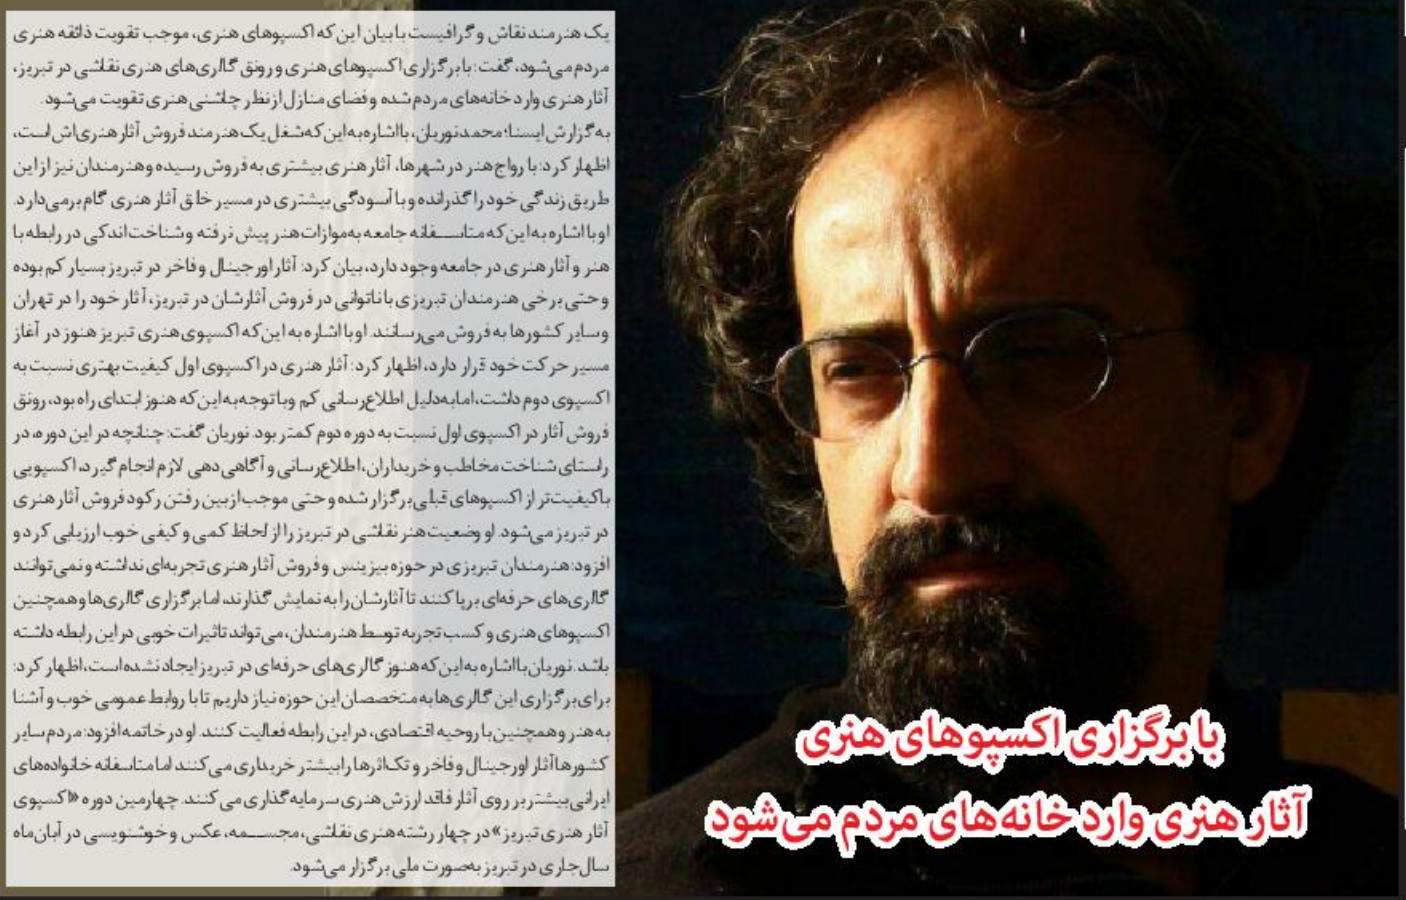 یک هنرمند نقاش و گرافیست با بیان این که اکسپوهای هنری، موجب تقویت ذائقه هنری
مردم می‌شود، گفت: با برگزاری اکسپوهای هنری و رونق گالری‌های هنری نقاشی در تبریز،
آثار هنری وارد خانه‌های مردم شده و فضای منازل از نظر چاشنی هنری تقویت می‌شود.
به گزارش ایسنا؛ محمد نوریان، با اشاره به این که شغل یک هنرمند فروش آثار هنری‌اش است،
اظهار کرد: با رواج هنر در شهرها، آثار هنری بیشتری به فروش رسیده و هنرمندان نیز از این
طریق زندگی خود را گذرانده و با آسودگی بیشتری در مسیر خلق آثار هنری گام برمی‌دارد.
او با اشاره به این که متاسفانه جامعه به موازات هنر پیش نرفته و شناخت اندکی در رابطه با
هنر و آثار هنری در جامعه وجود دارد، بیان کرد: آثار اورجینال و فاخر در تبریز بسیار کم بوده
و حتی برخی هنرمندان تبریزی با ناتوانی در فروش آثارشان در تبریز، آثار خود را در تهران
و سایر کشورها به فروش می‌رسانند. او با اشاره به این که اکسپوی هنری تبریز هنوز در آغاز
مسیر حرکت خود قرار دارد، اظهار کرد: آثار هنری در اکسپوی اول کیفیت بهتری نسبت به
اکسپوی دوم داشت، اما به دلیل اطلاع‌رسانی کم و با توجه به این که هنوز ابتدای راه بود، رونق
فروش آثار در اکسپوی اول نسبت به دوره دوم کمتر بود. نوریان گفت: چنانچه در این دوره، در
راستای شناخت مخاطب و خریداران، اطلاع‌رسانی و آگاهی‌دهی لازم انجام گیرد، اکسپویی
باکیفیت‌تر از اکسپوهای قبلی برگزار شده و حتی موجب از بین رفتن رکود فروش آثار هنری
در تبریز می‌شود. او وضعیت هنر نقاشی در تبریز را از لحاظ کمی و کیفی خوب ارزیابی کرد و
افزود: هنرمندان تبریزی در حوزه بیزینس و فروش آثار هنری تجربه‌ای نداشته و نمی‌توانند
گالری‌های حرفه‌ای برپا کنند تا آثارشان را به نمایش گذارند، اما برگزاری گالری‌ها و همچنین
اکسپوهای هنری و کسب تجربه توسط هنرمندان، می‌تواند تاثیرات خوبی در این رابطه داشته
باشد. نوریان با اشاره به این که هنوز گالری‌های حرفه‌ای در تبریز ایجاد نشده است، اظهار کرد:
برای برگزاری این گالری‌ها به متخصصان این حوزه نیاز داریم تا با روابط عمومی خوب و آشنا
به هنر و همچنین با روحیه اقتصادی، در این رابطه فعالیت کنند. او در خاتمه افزود: مردم سایر
کشورها آثار اورجینال و فاخر و تک‌اثرها را بیشتر خریداری می‌کنند اما متاسفانه خانواده‌های
ایرانی بیشتر بر روی آثار فاقد ارزش هنری سرمایه‌گذاری می‌کنند. چهارمین دوره «اکسپوی
آثار هنری تبریز» در چهار رشته هنری نقاشی، مجسمه، عکس و خوشنویسی در آبان‌ماه
سال جاری در تبریز به‌صورت ملی برگزار می‌شود.
با برگزاری اکسپوهای هنری
آثار هنری وارد خانه‌های مردم می‌شود